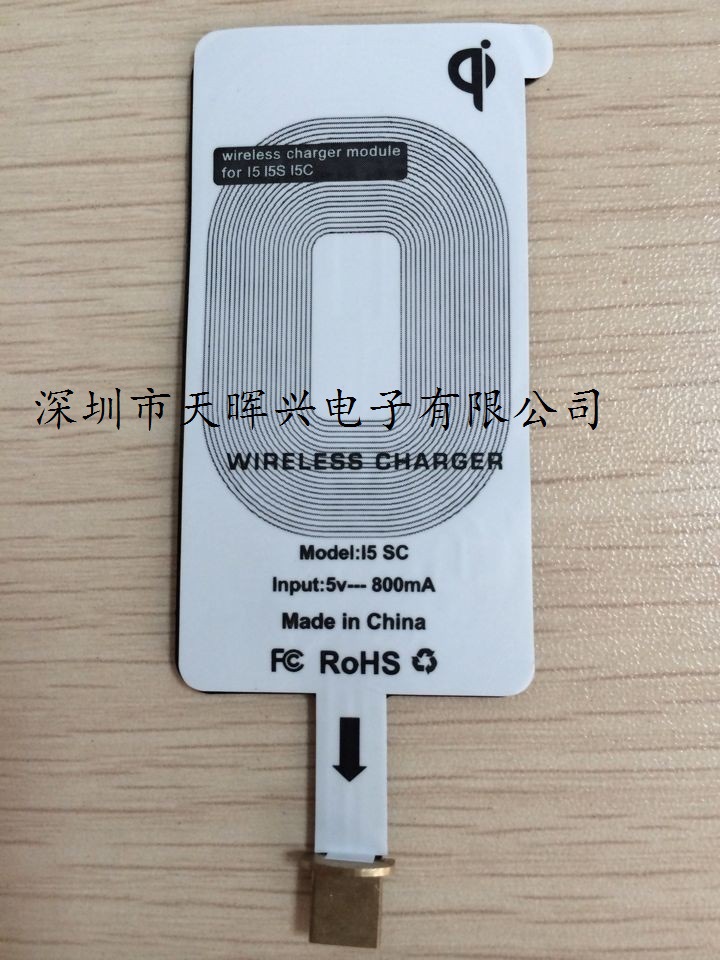 qi
wireless charger module
for I5 I5S I5C
深圳市天晖兴电子有限公司
WIRELESS CHARGER
Model:I5 SC
Input:5v--- 800mA
Made in China
FC RoHS